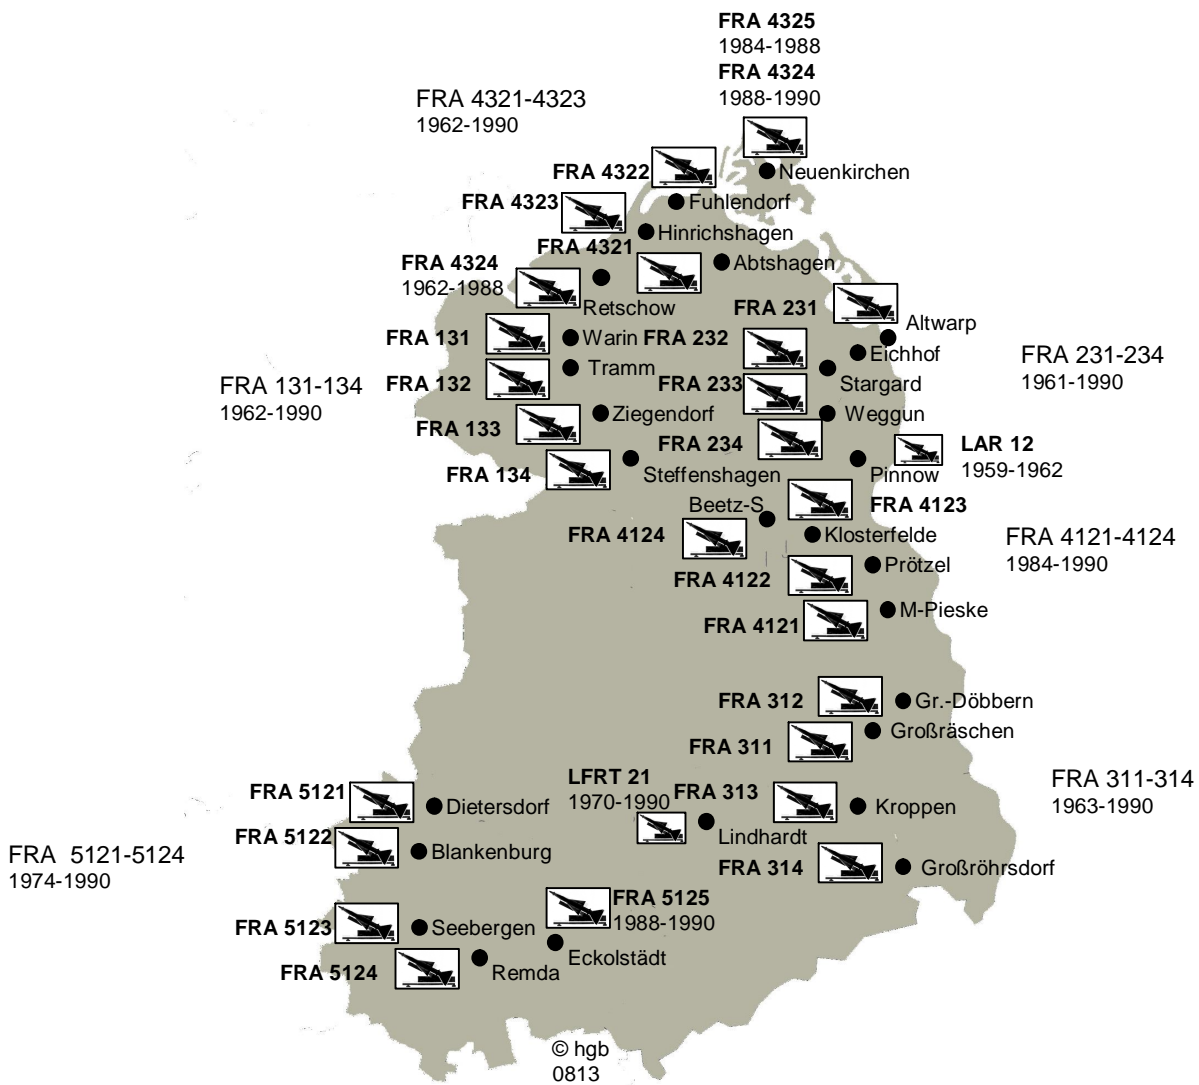 FRA 4325
1984-1988
FRA 4324
1988-1990
FRA 4321-4323
1962-1990
Neuenkirchen
FRA 4322
Fuhlendorf
FRA 4323
Hinrichshagen
FRA 4321
Abtshagen
FRA 4324
1962-1988
Retschow
FRA 231
Altwarp
FRA 131
Warin
FRA 232
Eichhof
FRA 231-234
1961-1990
FRA 131-134
1962-1990
FRA 132
Tramm
FRA 233
Stargard
FRA 133
Ziegendorf
Weggun
FRA 234
LAR 12
1959-1962
FRA 134
Steffenshagen
Pinnow
Beetz-S
FRA 4123
FRA 4124
Klosterfelde
FRA 4121-4124
1984-1990
FRA 4122
Prötzel
FRA 4121
M-Pieske
FRA 312
Gr.-Döbbern
FRA 311
Großräschen
LFRT 21
1970-1990
FRA 313
FRA 311-314
1963-1990
FRA 5121
Dietersdorf
Kroppen
Lindhardt
FRA 5122
Blankenburg
FRA 5121-5124
1974-1990
FRA 314
Großröhrsdorf
FRA 5125
1988-1990
FRA 5123
Seebergen
Eckolstädt
FRA 5124
Remda
© hgb
0813